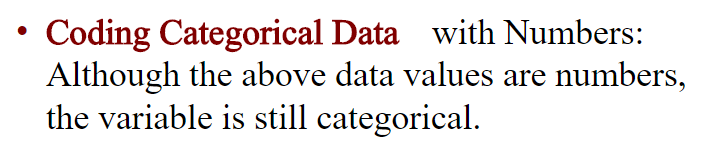 • Coding Categorical Data with Numbers:
Although the above data values are numbers,
the variable is still categorical.